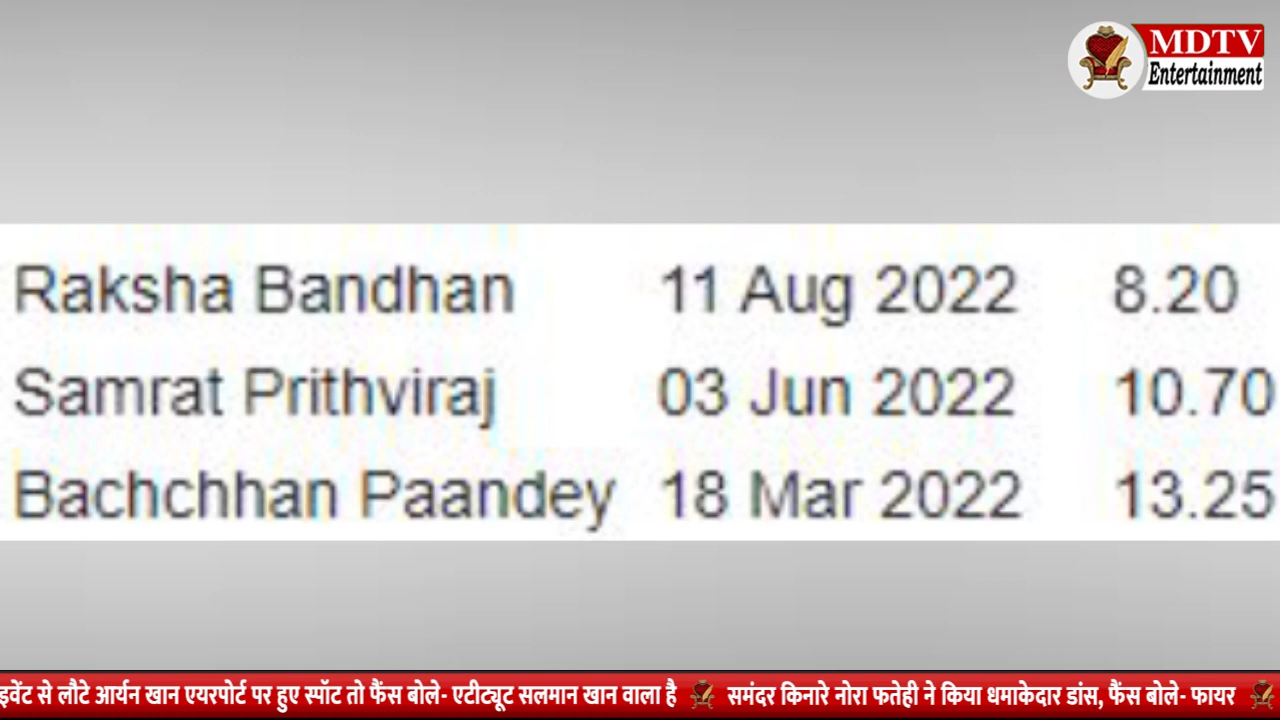 MDTV
Entertainment
Raksha Bandhan 11 Aug 2022 8.20
Samrat Prithviraj 03 Jun 2022 10.70
Bachchhan Paandey 18 Mar 2022 13.25
इवेंट से लौटे आर्यन खान एयरपोर्ट पर हुए स्पॉट तो फैंस बोले- एटीट्यूट सलमान खान वाला है समंदर किनारे नोरा फतेही ने किया धमाकेदार डांस, फैंस बोले- फायर